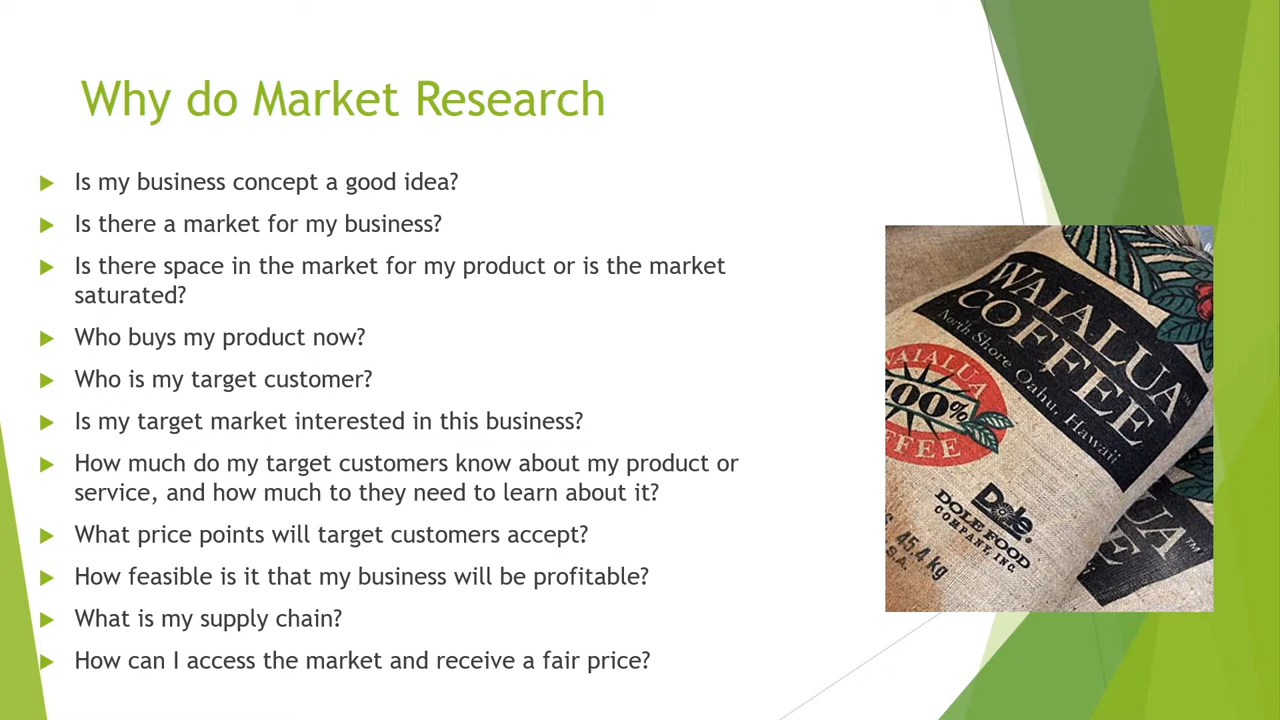 Why do Market Research
Is my business concept a good idea?
Is there a market for my business?
Is there space in the market for my product or is the market
saturated?
Who buys my product now?
Who is my target customer?
Is my target market interested in this business?
How much do my target customers know about my product or
service, and how much to they need to learn about it?
What price points will target customers accept?
How feasible is it that my business will be profitable?
What is my supply chain?
How can I access the market and receive a fair price?
WAIALUA
COFFEE
North Shore Oahu, Hawaii
WAIALUA
100%
Dole
DOLE FOOD
COMPANY, INC.
45.4 kg